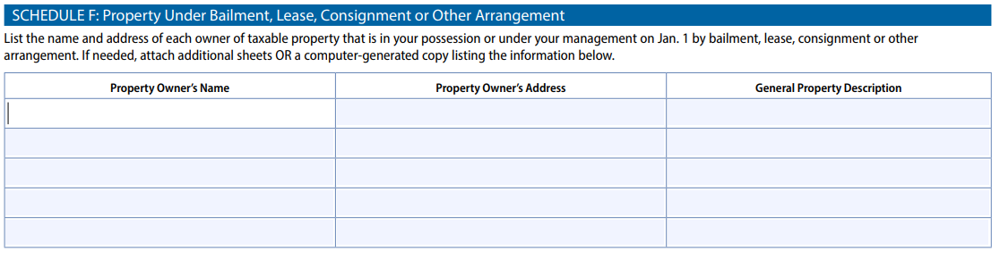 SCHEDULE F: Property Under Bailment, Lease, Consignment or Other Arrangement
List the name and address of each owner of taxable property that is in your possession or under your management on Jan. 1 by bailment, lease, consignment or other
arrangement. If needed, attach additional sheets OR a computer-generated copy listing the information below.
Property Owner's Name Property Owner's Address General Property Description